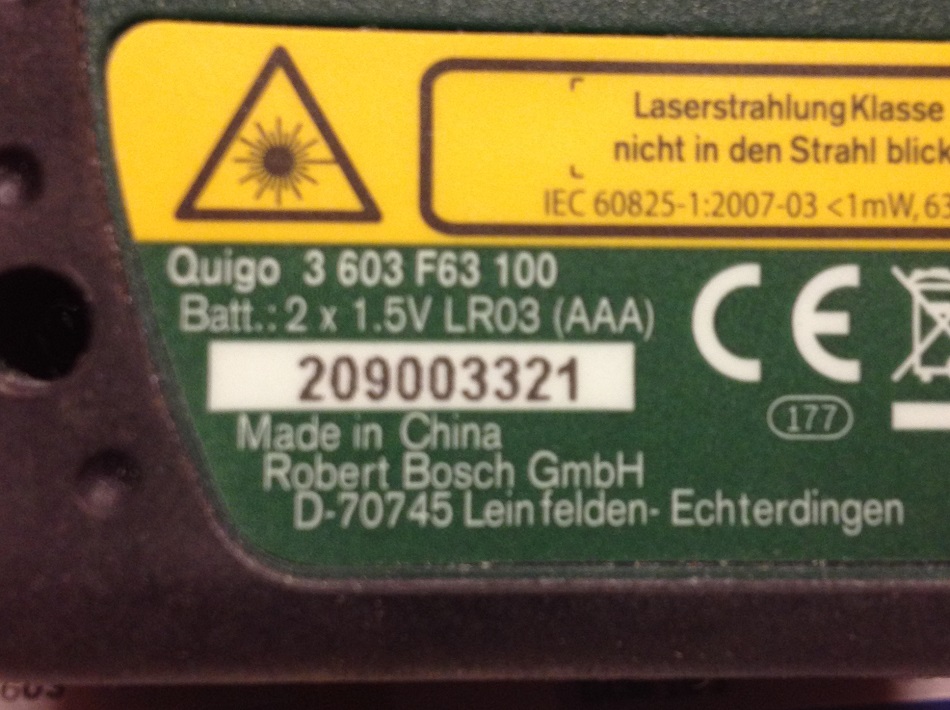 Laserstrahlung Klasse
nicht in den Strahl blick
IEC 60825-1:2007-03 <1mW, 63
Quigo 3 603 F63 100
Batt.: 2 x 1.5V LR03 (AAA)
209003321
CE
177
Made in China
Robert Bosch GmbH
D-70745 Leinfelden- Echterdingen